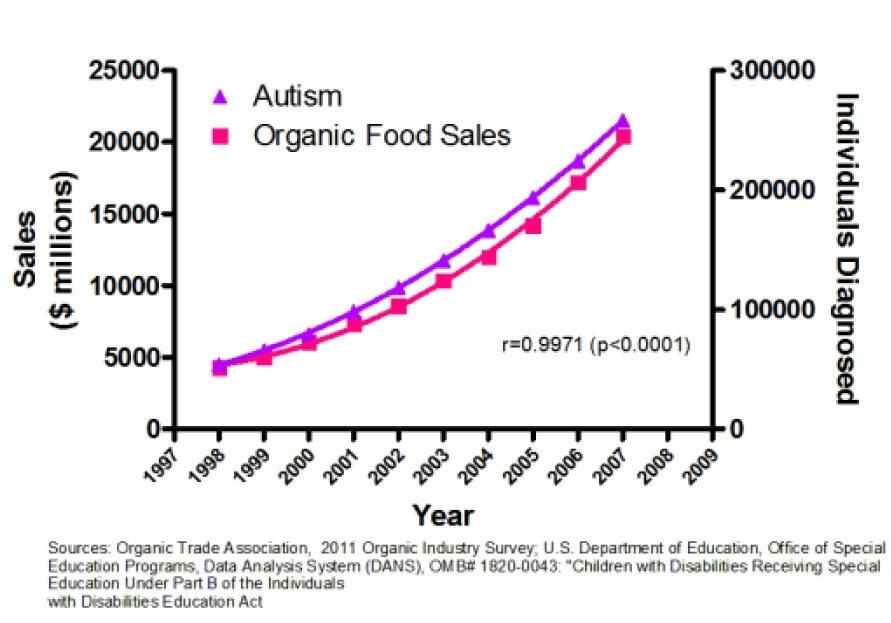 25000
20000
15000
10000
5000
0
Sales
($ millions)
Autism
Organic Food Sales
r=0.9971 (p<0.0001)
300000
200000
100000
0
Individuals Diagnosed
1997 1998 1999 2000 2001 2002 2003 2004 2005 2006 2007 2008 2009
Year
Sources: Organic Trade Association, 2011 Organic Industry Survey; U.S. Department of Education, Office of Special
Education Programs, Data Analysis System (DANS), OMB# 1820-0043: "Children with Disabilities Receiving Special
Education Under Part B of the Individuals
with Disabilities Education Act